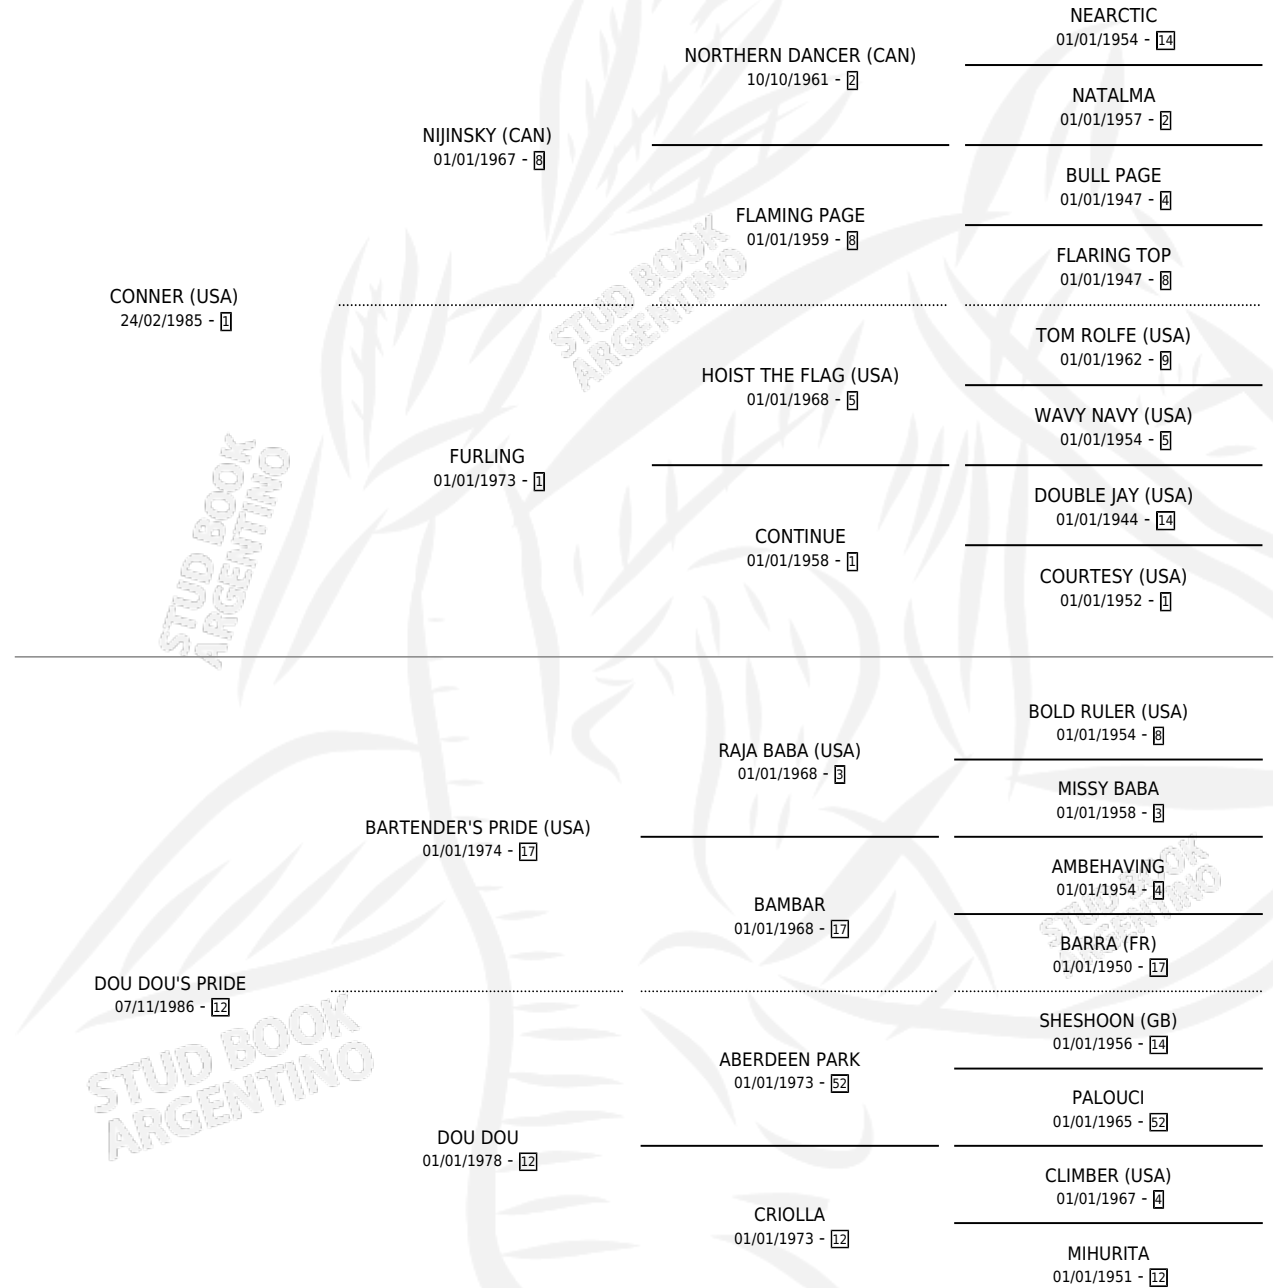 NEARCTIC
01/01/1954 - 14
NORTHERN DANCER (CAN)
10/10/1961 - 2
NATALMA
01/01/1957 - 2
NIJINSKY (CAN)
01/01/1967 - 8
BULL PAGE
01/01/1947 - 4
FLAMING PAGE
01/01/1959 - 8
FLARING TOP
01/01/1947 - 8
CONNER (USA)
24/02/1985 - 1
TOM ROLFE (USA)
01/01/1962 - 9
HOIST THE FLAG (USA)
01/01/1968 - 5
WAVY NAVY (USA)
01/01/1954 - 5
FURLING
01/01/1973 - 1
DOUBLE JAY (USA)
01/01/1944 - 14
CONTINUE
01/01/1958 - 1
COURTESY (USA)
01/01/1952 - 1
BOLD RULER (USA)
01/01/1954 - 8
RAJA BABA (USA)
01/01/1968 - 3
MISSY BABA
01/01/1958 - 3
BARTENDER'S PRIDE (USA)
01/01/1974 - 17
AMBEHAVING
01/01/1954 - 4
BAMBAR
01/01/1968 - 17
BARRA (FR)
01/01/1950 - 17
DOU DOU'S PRIDE
07/11/1986 - 12
SHESHOON (GB)
01/01/1956 - 14
ABERDEEN PARK
01/01/1973 - 52
PALOUCI
01/01/1965 - 52
DOU DOU
01/01/1978 - 12
CLIMBER (USA)
01/01/1967 - 4
CRIOLLA
01/01/1973 - 12
MIHURITA
01/01/1951 - 12
STUD BOOK
ARGENTINO
STUD BOOK
ARGENTINO
STUD BOOK
ARGENTINO
STUD BOOK
ARGENTINO